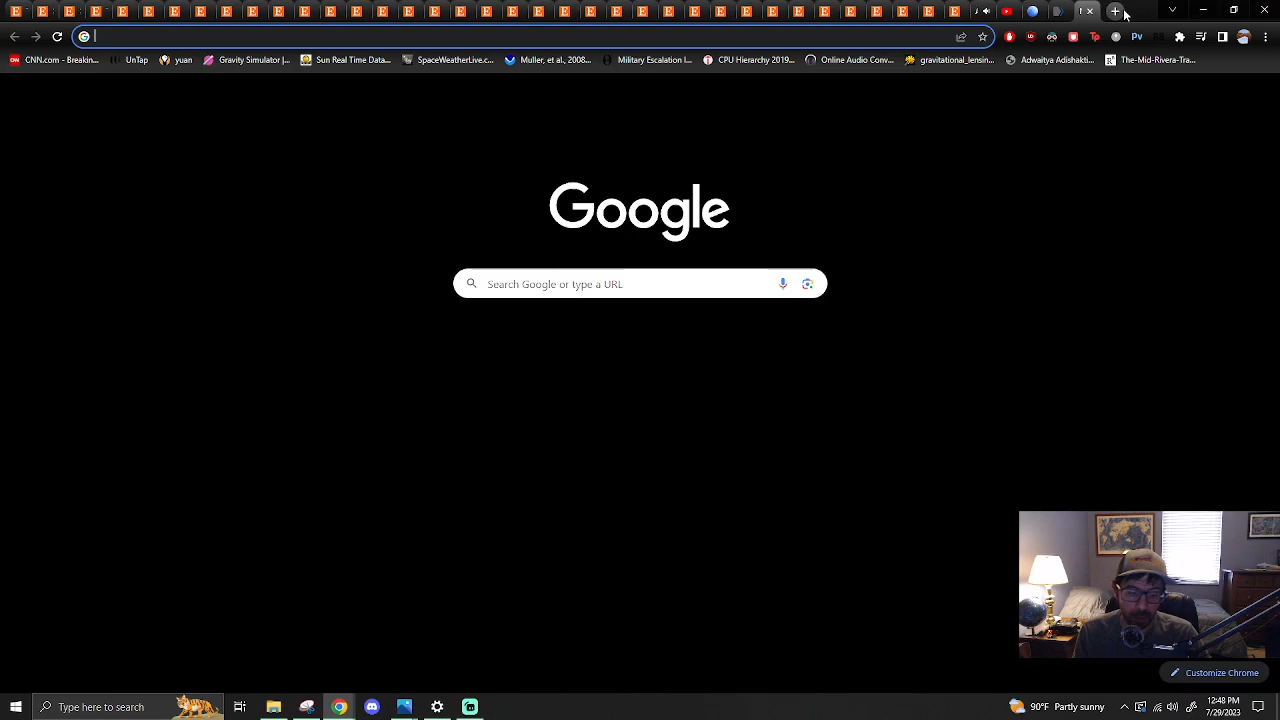 CNN.com - Breakin...
UnTap
yuan
Gravity Simulator |...
Sun Real Time Data...
SpaceWeatherLive.c...
Muller, et al., 2008...
Military Escalation I...
CPU Hierarchy 2019...
Online Audio Conv...
gravitational_lensin...
Adwaitya Adishakti...
The-Rid-Rivera-Tra...
Google
Search Google or type a URL
Customize Chrome
Type here to search
90°F Partly sunny
12:48 PM
7/29/2023